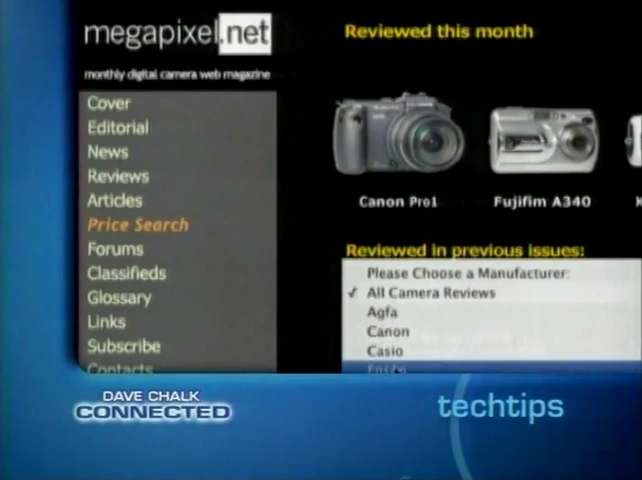 megapixel.net
monthly digital camera web magazine
Cover
Editorial
News
Reviews
Articles
Price Search
Forums
Classifieds
Glossary
Links
Subscribe
Contacts
Reviewed this month
Canon Pro1
Fujifim A340
K
Reviewed in previous issues:
Please Choose a Manufacturer:
✓ All Camera Reviews
Agfa
Canon
Casio
Epson
DAVE CHALK
CONNECTED
techtips